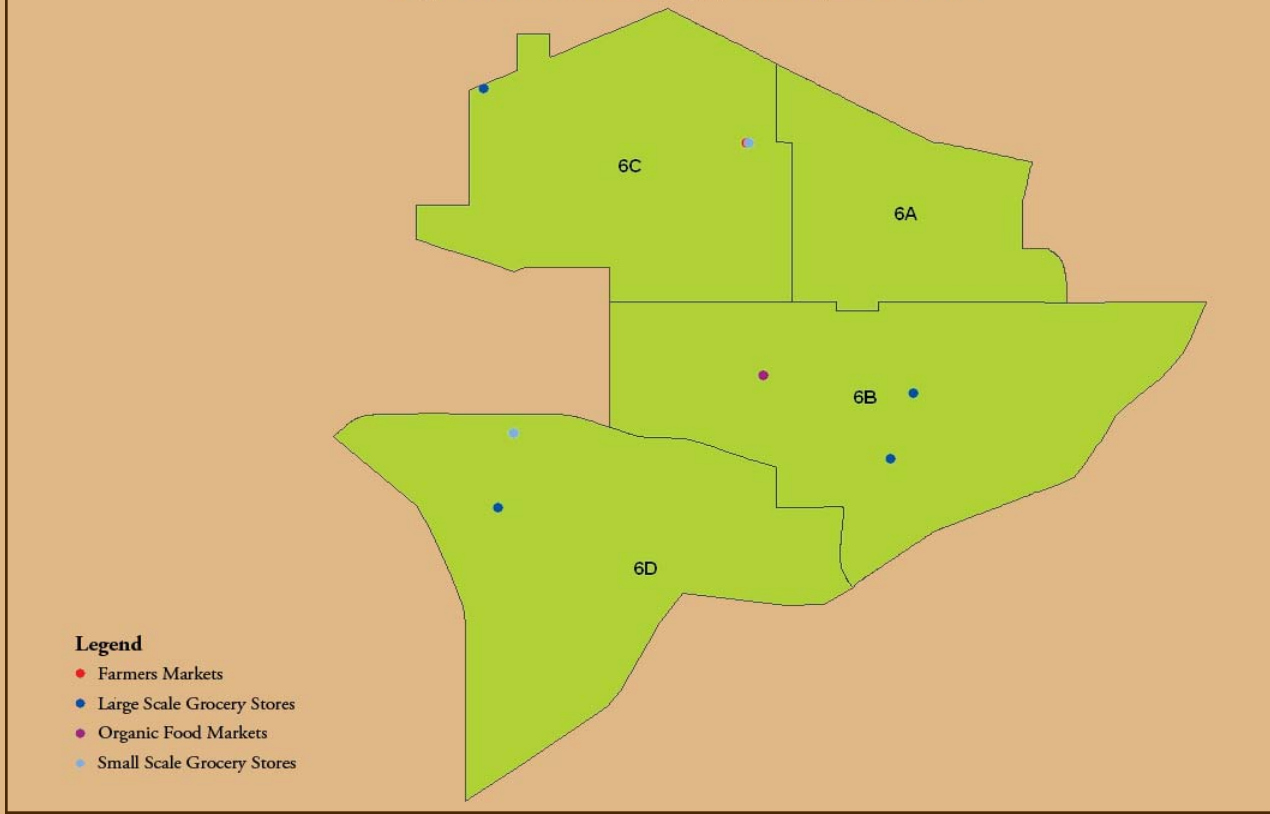 6C
6A
6B
6D
Legend
Farmers Markets
Large Scale Grocery Stores
Organic Food Markets
Small Scale Grocery Stores